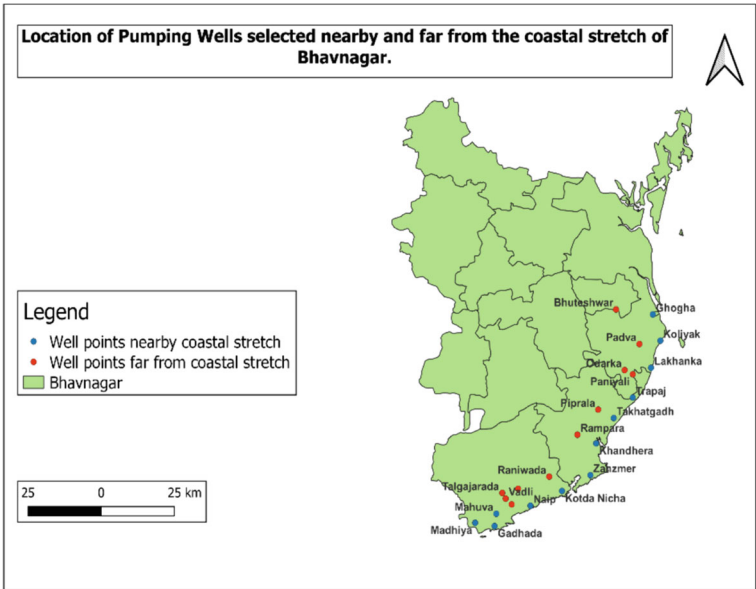 Location of Pumping Wells selected nearby and far from the coastal stretch of
Bhavnagar.
Bhuteshwar
Ghogha
Koliyak
Padva
Odarka
Lakhanka
Paniyali
Trapaj
Piprala
Takhatgadh
Rampara
Khandhera
Raniwada
Zanzmer
Talgajarada
Vadli
Naip
Kotda Nicha
Mahuva
Madhiya
Gadhada
Legend
Well points nearby coastal stretch
Well points far from coastal stretch
Bhavnagar
25 0 25 km